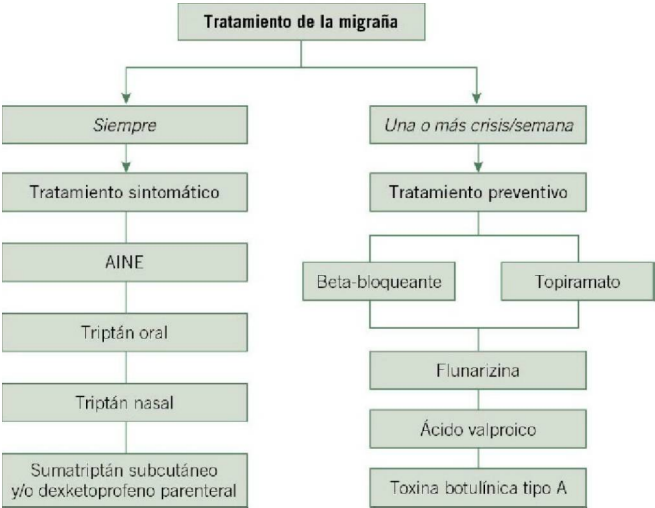 Tratamiento de la migraña
Siempre
Una o más crisis/semana
Tratamiento sintomático
Tratamiento preventivo
AINE
Beta-bloqueante
Topiramato
Triptán oral
Flunarizina
Triptán nasal
Ácido valproico
Sumatriptán subcutáneo
y/o dexketoprofeno parenteral
Toxina botulínica tipo A